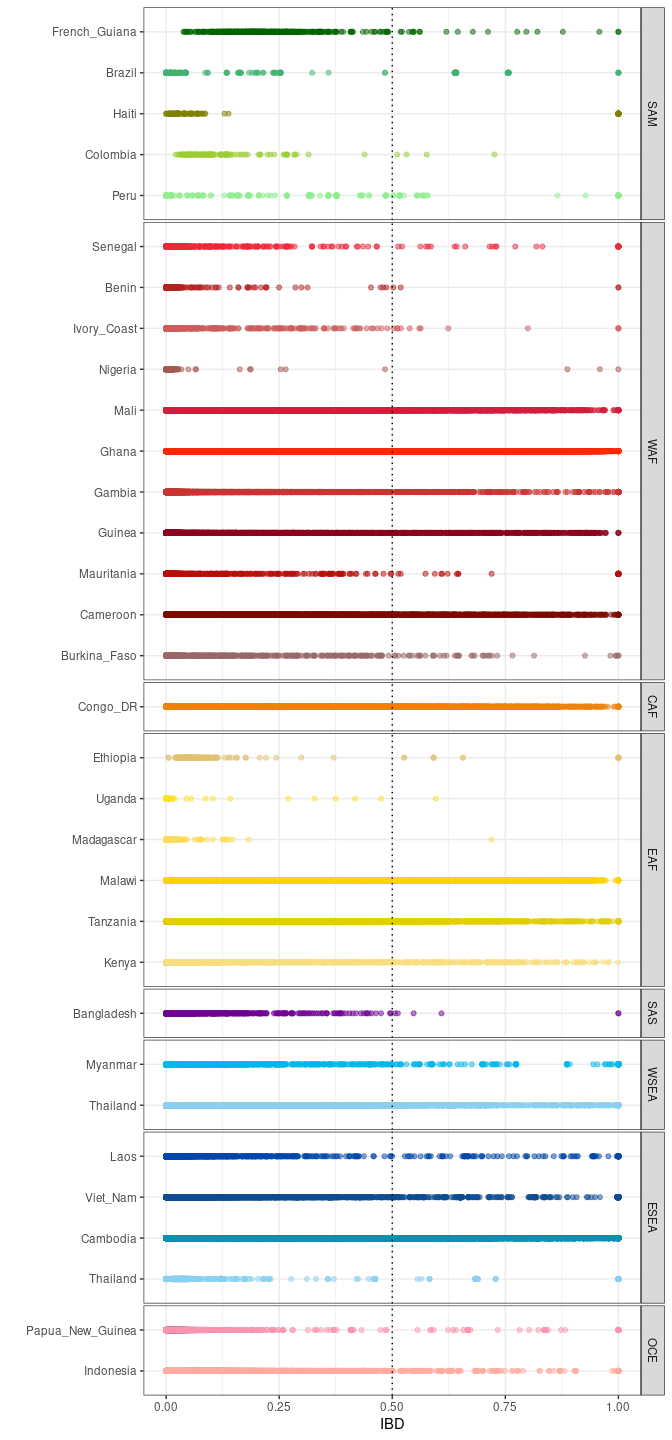 French_Guiana
Brazil
Haiti
Colombia
Peru
SAM
Senegal
Benin
Ivory_Coast
Nigeria
Mali
Ghana
Gambia
Guinea
Mauritania
Cameroon
Burkina_Faso
WAF
Congo_DR
CAF
Ethiopia
Uganda
Madagascar
Malawi
Tanzania
Kenya
EAF
Bangladesh
SAS
Myanmar
Thailand
WSEA
Laos
Viet_Nam
Cambodia
Thailand
ESEA
Papua_New_Guinea
Indonesia
OCE
0.00 0.25 0.50 0.75 1.00
IBD